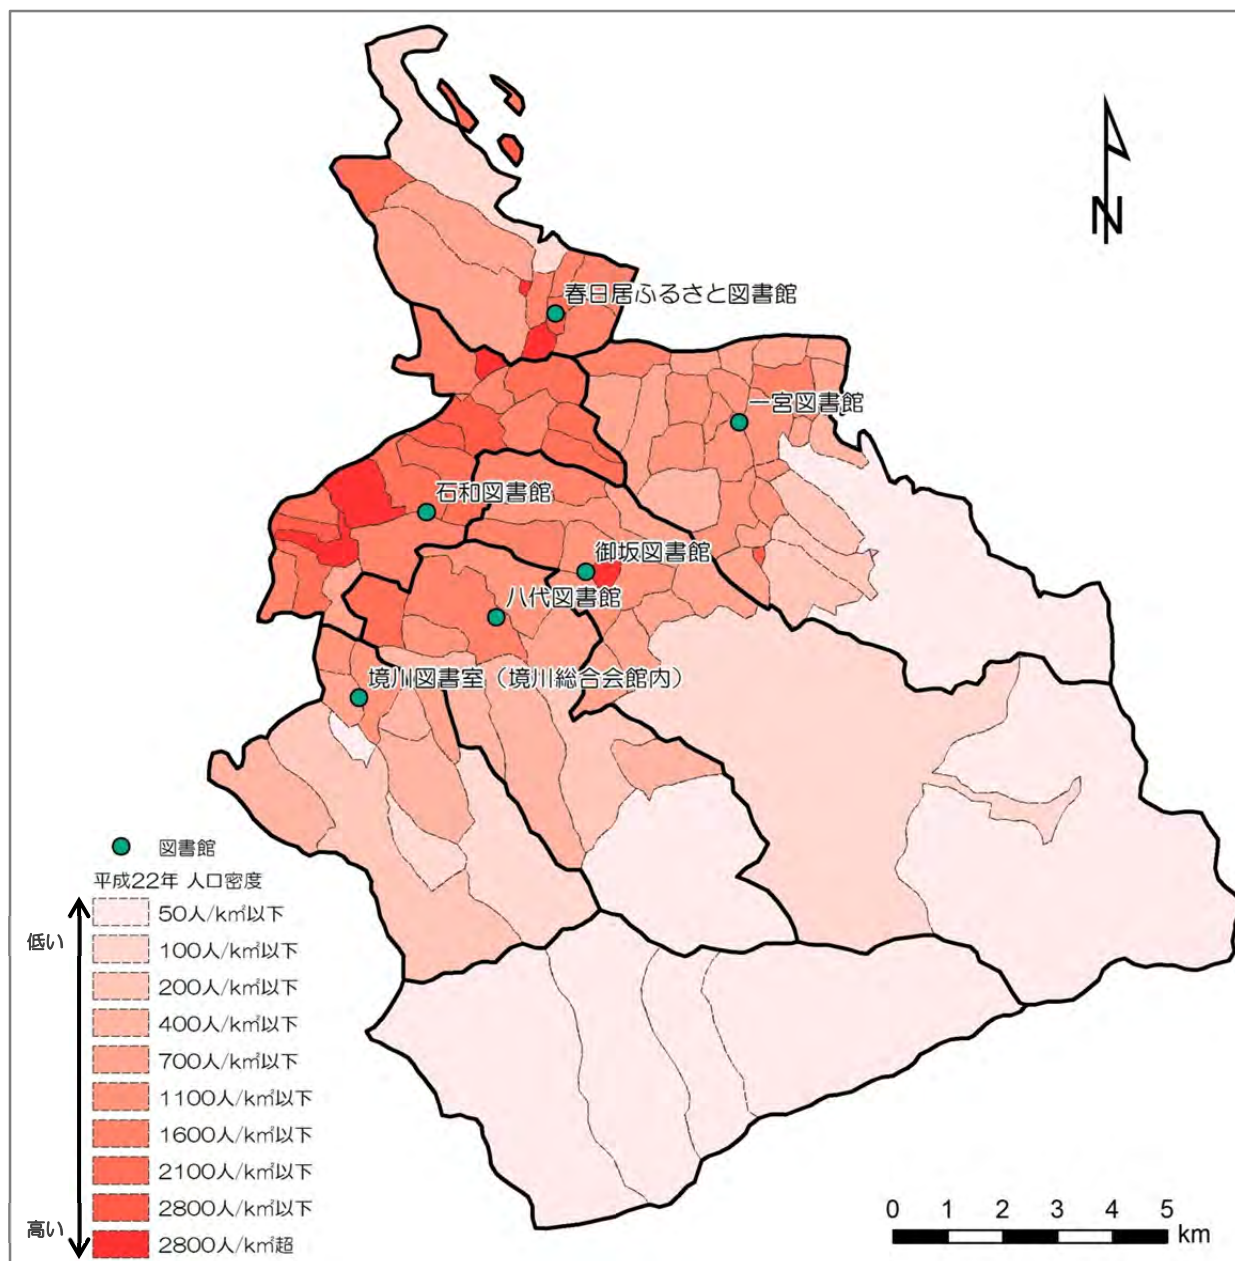 N
春日居ふるさと図書館
一宮図書館
石和図書館
御坂図書館
八代図書館
境川図書室（境川総合会館内）
図書館
平成22年 人口密度
低い
50人/k㎡以下
100人/k㎡以下
200人/k㎡以下
400人/k㎡以下
700人/k㎡以下
1100人/k㎡以下
1600人/k㎡以下
2100人/k㎡以下
2800人/k㎡以下
高い
2800人/k㎡超
0 1 2 3 4 5
km